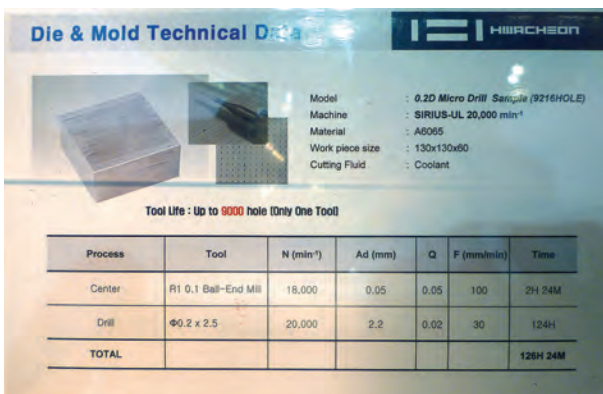 Die & Mold Technical Data
HWACHEON
Model : 0.2D Micro Drill Sample (9216HOLE)
Machine : SIRIUS-UL 20,000 min⁻¹
Material : A6065
Work piece size : 130x130x60
Cutting Fluid : Coolant
Tool Life : Up to 9000 hole (Only One Tool)
Process Tool N (min⁻¹) Ad (mm) Q F (mm/min) Time
Center R1 0.1 Ball-End Mill 18,000 0.05 0.05 100 2H 24M
Drill Φ0.2 x 2.5 20,000 2.2 0.02 30 124H
TOTAL 126H 24M